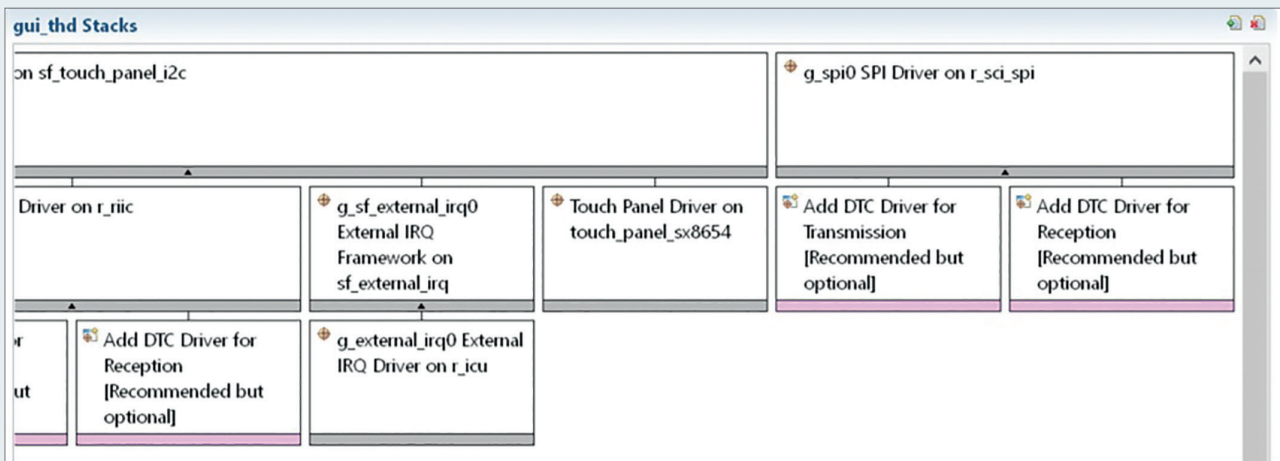 gui_thd Stacks
on sf_touch_panel_i2c
g_spi0 SPI Driver on r_sci_spi
Driver on r_riic
g_sf_external_irq0
External IRQ
Framework on
sf_external_irq
Touch Panel Driver on
touch_panel_sx8654
Add DTC Driver for
Transmission
[Recommended but
optional]
Add DTC Driver for
Reception
[Recommended but
optional]
or
ut
Add DTC Driver for
Reception
[Recommended but
optional]
g_external_irq0 External
IRQ Driver on r_icu